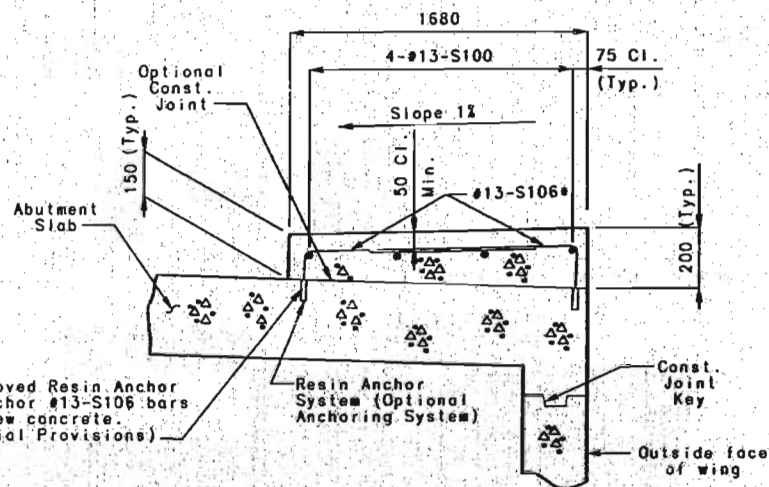 1680
4-#13-S100
75 Cl.
(Typ.)
Optional
Const.
Joint
Slope 1%
150 (Typ.)
50 Cl.
Min.
#13-S106*
200 (Typ.)
Abutment
Slab
oved Resin Anchor
chor #13-S106 bars
ew concrete.
ial Provisions)
Resin Anchor
System (Optional
Anchoring System)
Const.
Joint
Key
Outside face
of wing